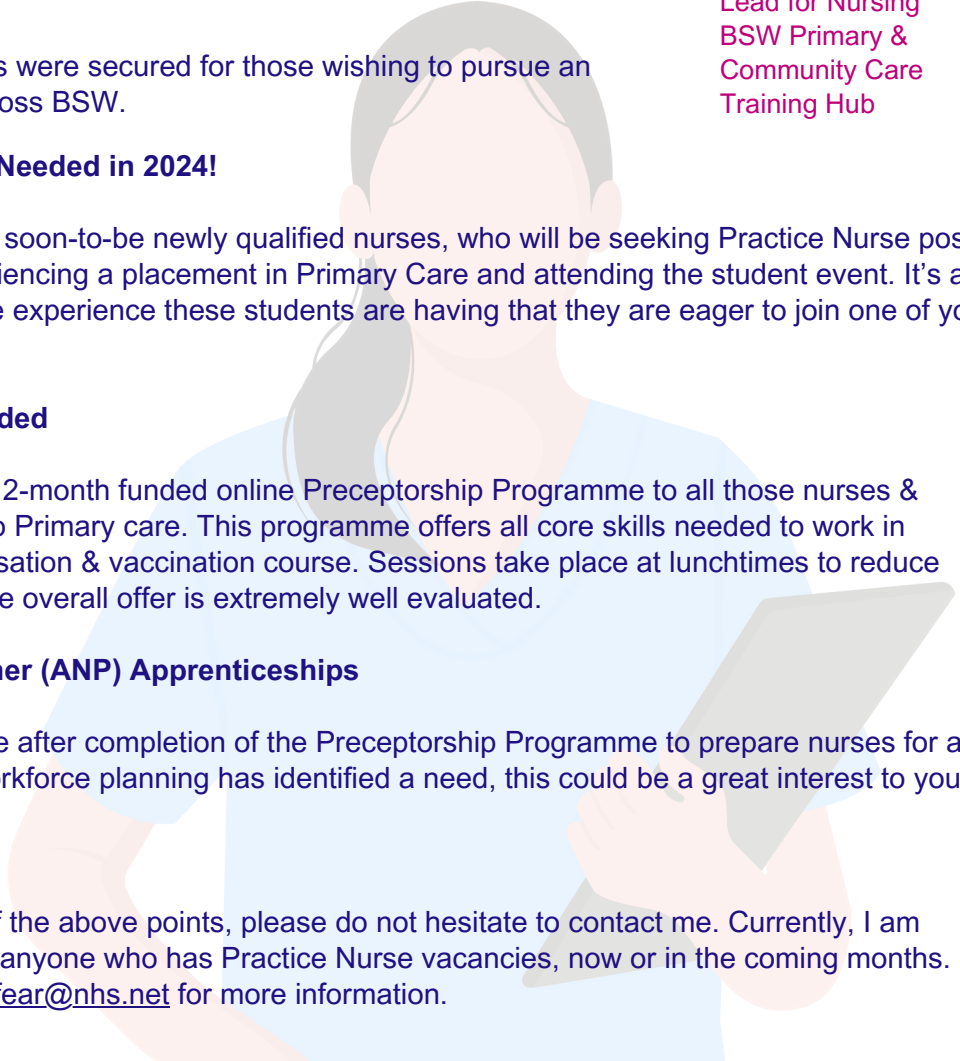 Lead for Nursing
BSW Primary &
Community Care
Training Hub
s were secured for those wishing to pursue an
oss BSW.
Needed in 2024!
soon-to-be newly qualified nurses, who will be seeking Practice Nurse pos
iencing a placement in Primary Care and attending the student event. It's a
e experience these students are having that they are eager to join one of yo
ded
2-month funded online Preceptorship Programme to all those nurses &
o Primary care. This programme offers all core skills needed to work in
sation & vaccination course. Sessions take place at lunchtimes to reduce
e overall offer is extremely well evaluated.
ner (ANP) Apprenticeships
e after completion of the Preceptorship Programme to prepare nurses for a
orkforce planning has identified a need, this could be a great interest to you
f the above points, please do not hesitate to contact me. Currently, I am
anyone who has Practice Nurse vacancies, now or in the coming months.
fear@nhs.net for more information.